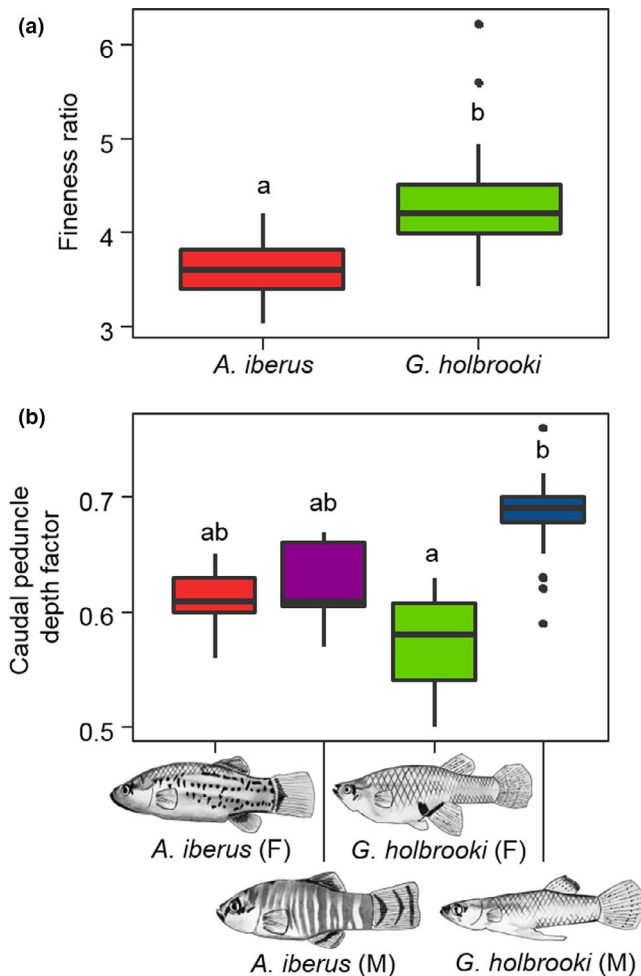 (a)
Fineness ratio
6
5
4
3
a
b
A. iberus
G. holbrooki
(b)
Caudal peduncle
depth factor
0.7
0.6
0.5
ab
ab
a
b
A. iberus (F)
G. holbrooki (F)
A. iberus (M)
G. holbrooki (M)